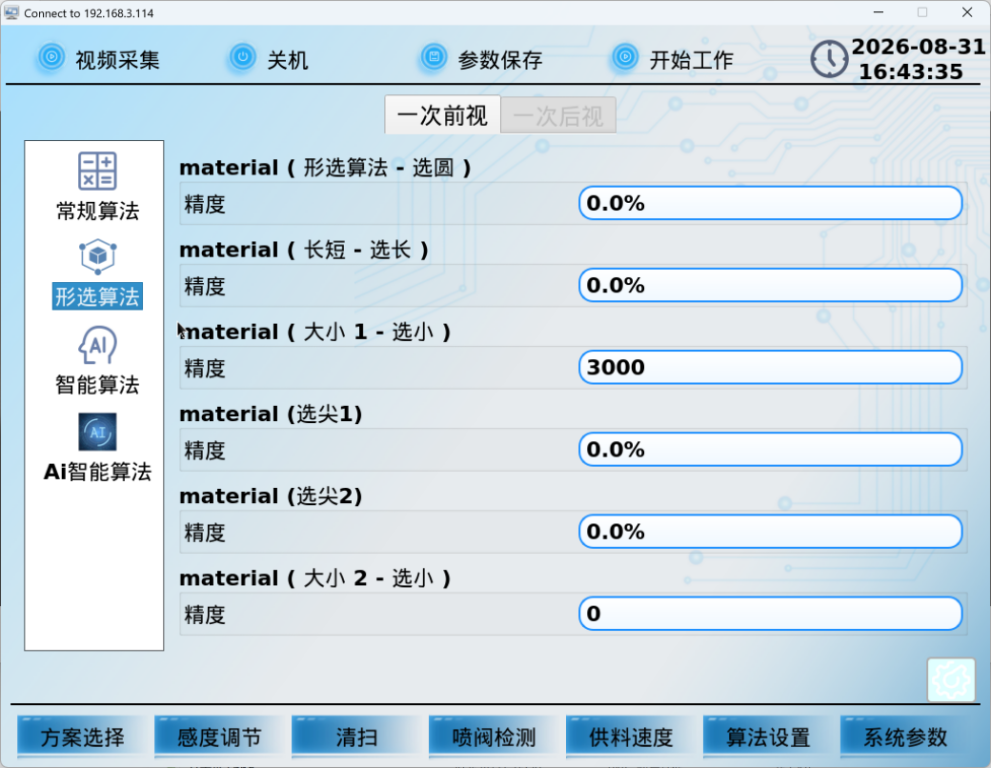 Connect to 192.168.3.114
视频采集 关机 参数保存 开始工作 2026-08-31
16:43:35
一次前视 一次后视
常规算法
形选算法
AI
智能算法
AI
Ai智能算法
material ( 形选算法 - 选圆 )
精度 0.0%
material ( 长短 - 选长 )
精度 0.0%
material ( 大小 1 - 选小 )
精度 3000
material (选尖1)
精度 0.0%
material (选尖2)
精度 0.0%
material ( 大小 2 - 选小 )
精度 0
方案选择 感度调节 清扫 喷阀检测 供料速度 算法设置 系统参数